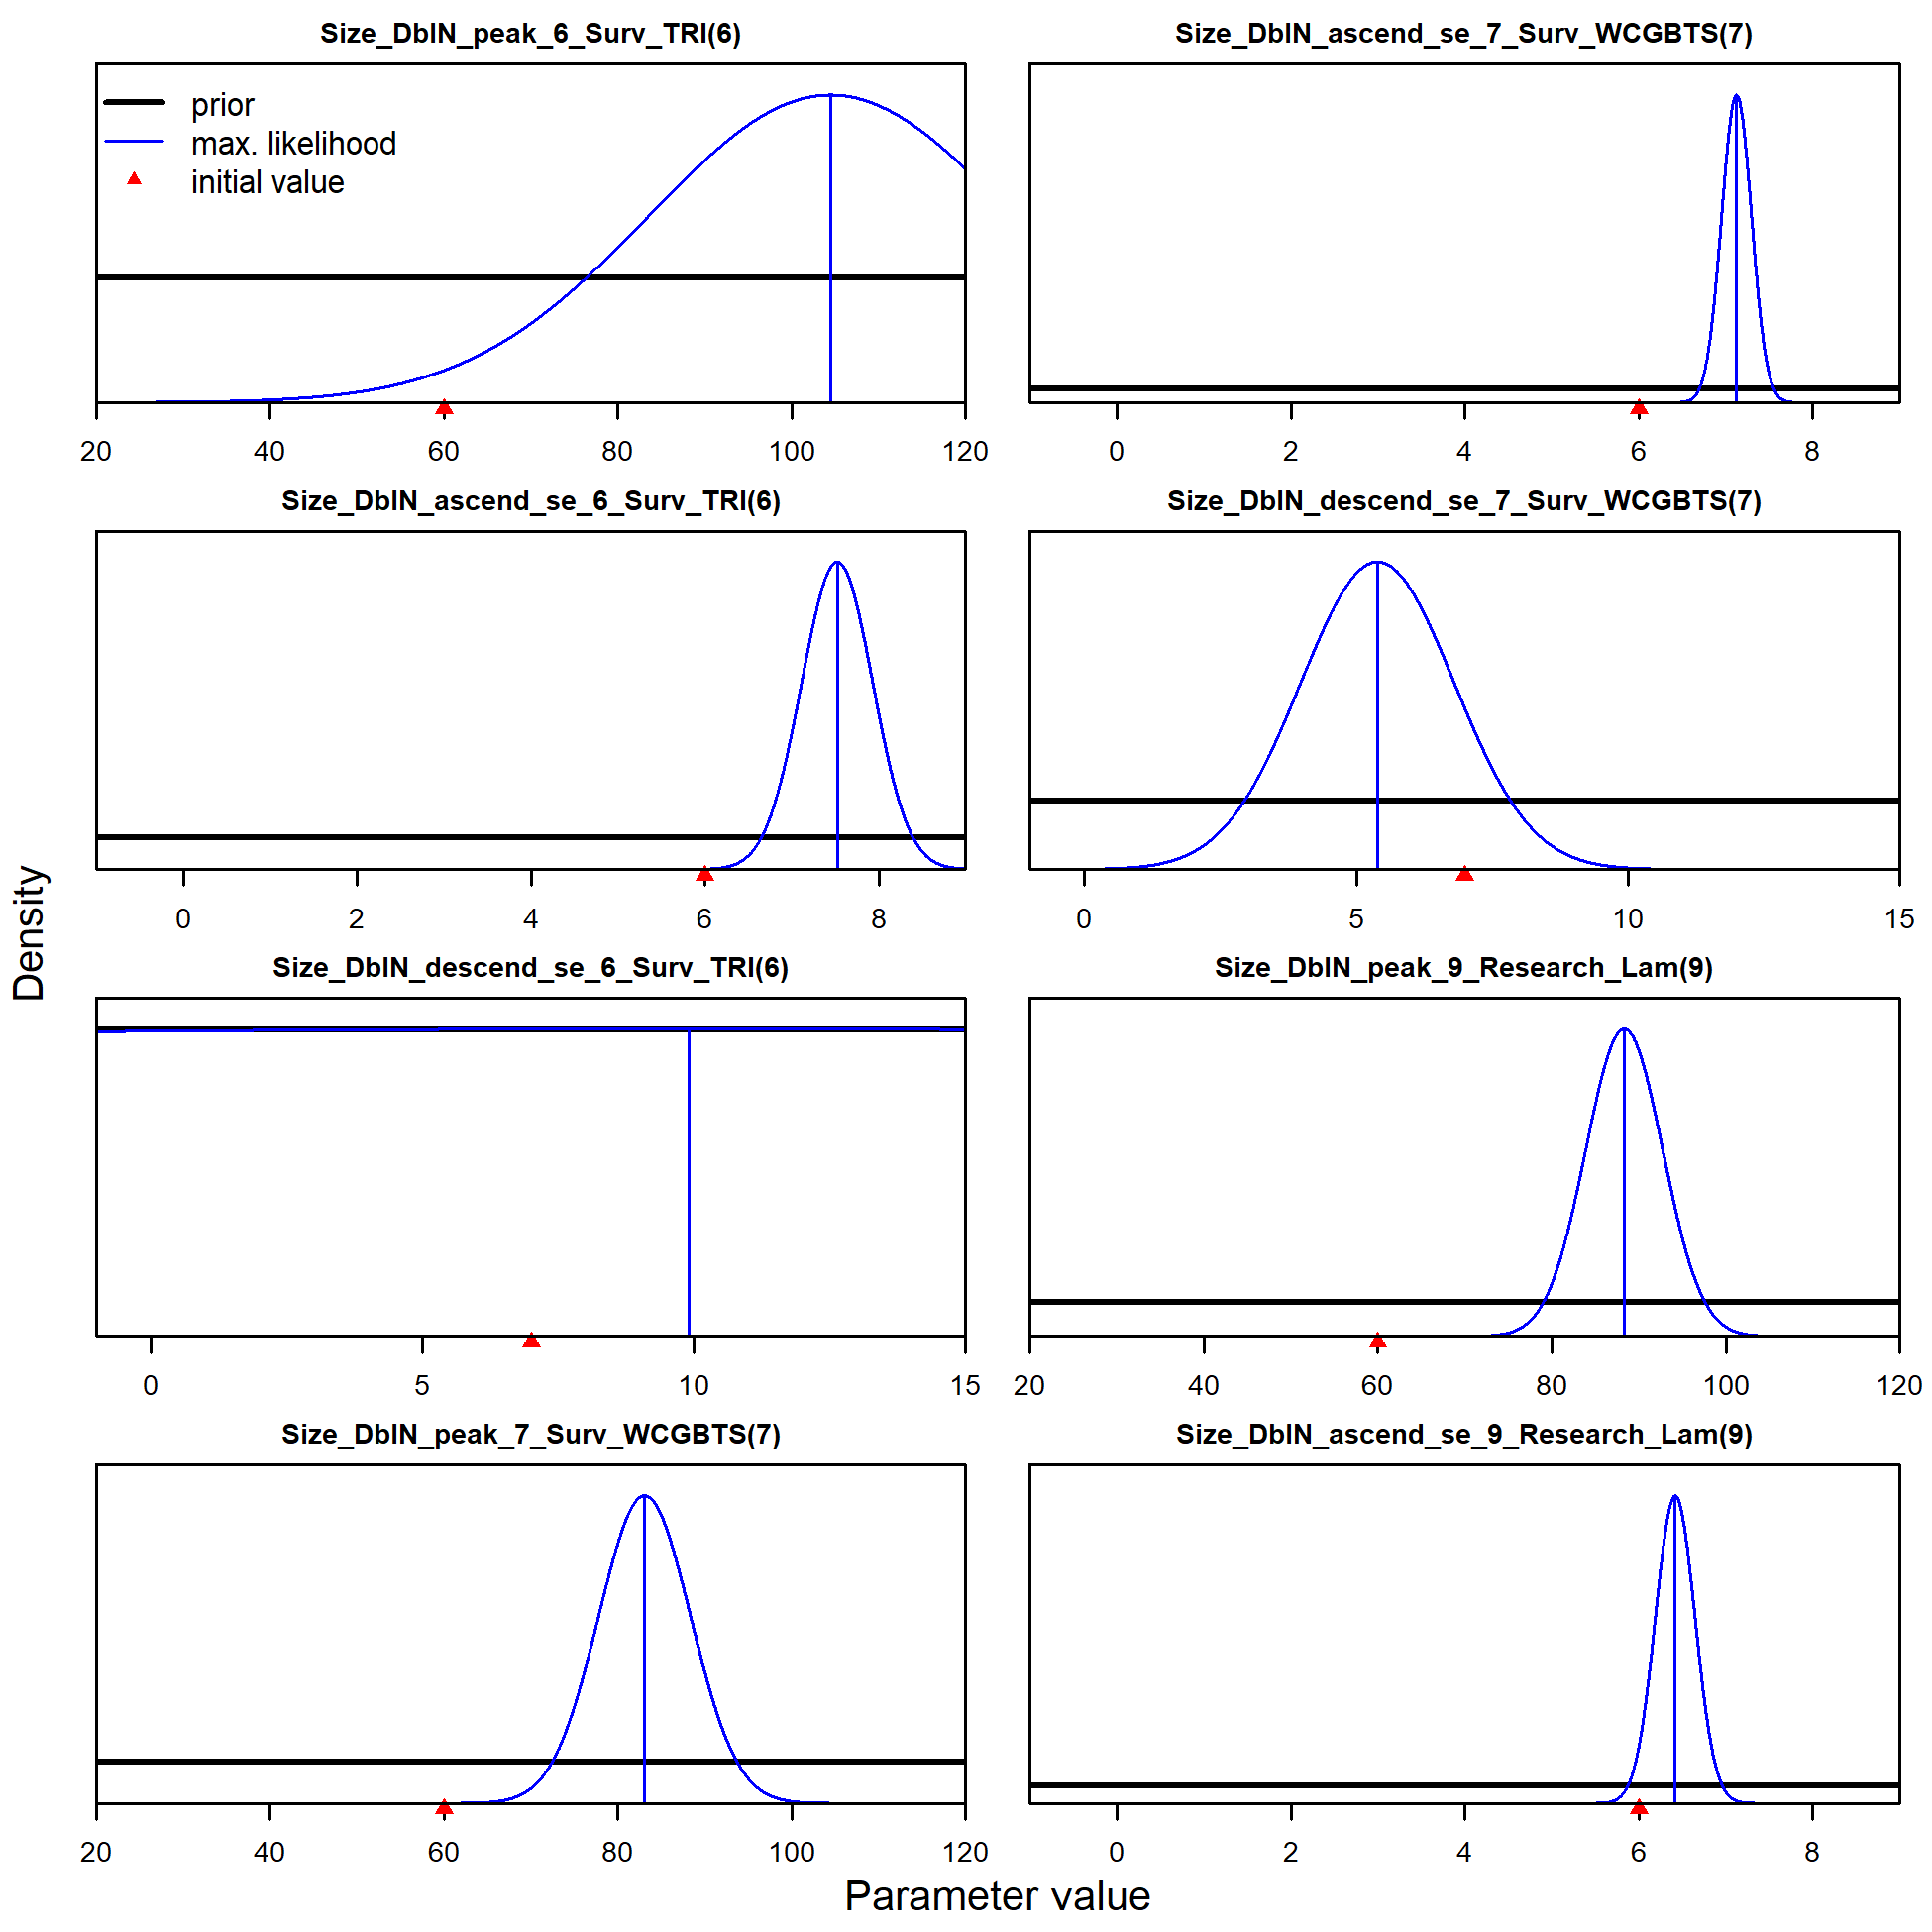 Size_DblN_peak_6_Surv_TRI(6)
prior
max. likelihood
initial value
20 40 60 80 100 120
Size_DblN_ascend_se_7_Surv_WCGBTS(7)
0 2 4 6 8
Size_DblN_ascend_se_6_Surv_TRI(6)
0 2 4 6 8
Size_DblN_descend_se_7_Surv_WCGBTS(7)
0 5 10 15
Size_DblN_descend_se_6_Surv_TRI(6)
0 5 10 15
Size_DblN_peak_9_Research_Lam(9)
20 40 60 80 100 120
Size_DblN_peak_7_Surv_WCGBTS(7)
20 40 60 80 100 120
Size_DblN_ascend_se_9_Research_Lam(9)
0 2 4 6 8
Density
Parameter value